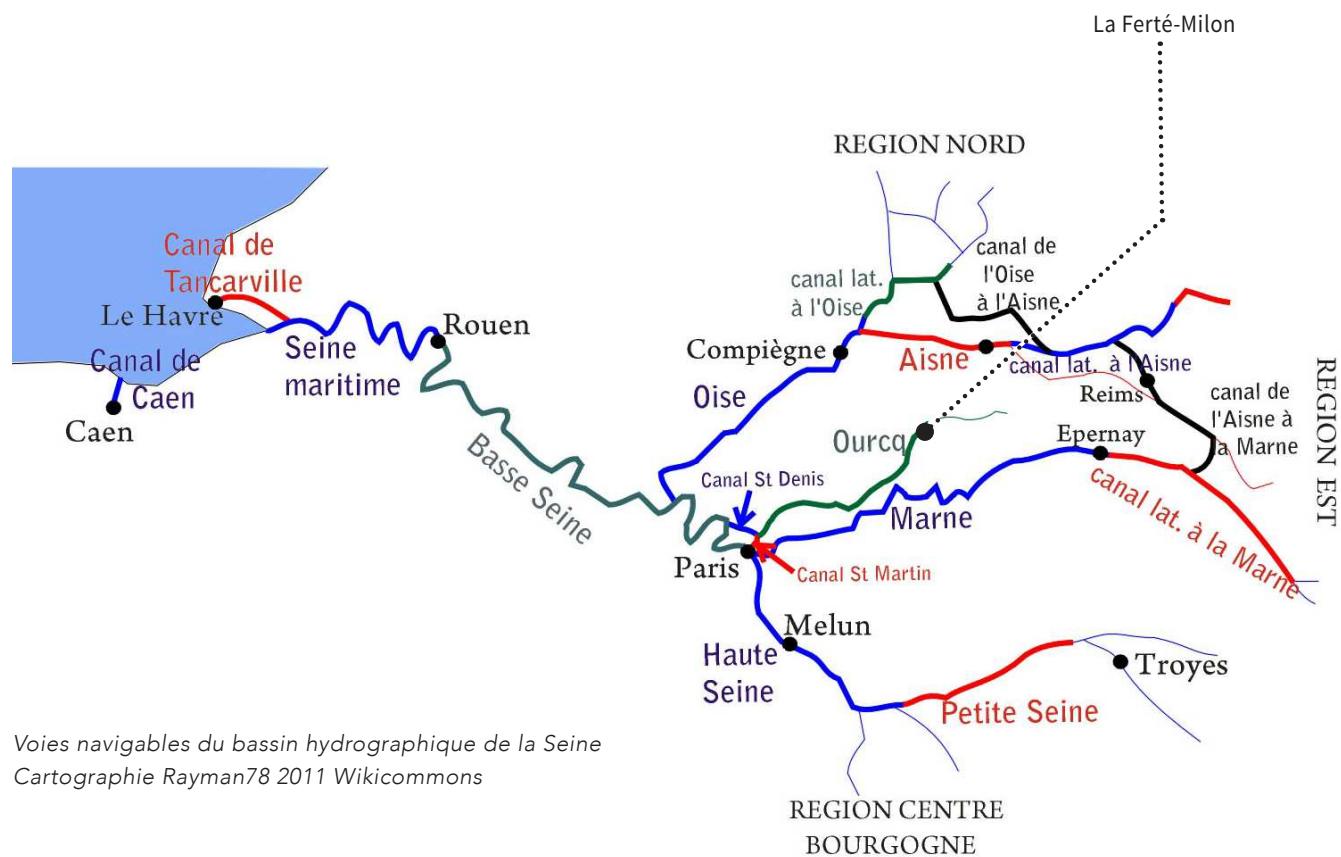 La Ferté-Milon
REGION NORD
Canal de
Tancarville
canal lat.
à l'Oise
canal de
l'Oise
à l'Aisne
Le Havre
Seine
maritime
Rouen
Compiègne
Aisne
canal lat. à l'Aisne
Canal de
Caen
Caen
Oise
Reims
canal de
l'Aisne à
la Marne
REGION EST
Ourcq
Epernay
Basse Seine
Canal St Denis
Marne
canal lat. à la Marne
Paris
Canal St Martin
Melun
Haute
Seine
Troyes
Petite Seine
Voies navigables du bassin hydrographique de la Seine
Cartographie Rayman78 2011 Wikicommons
REGION CENTRE
BOURGOGNE